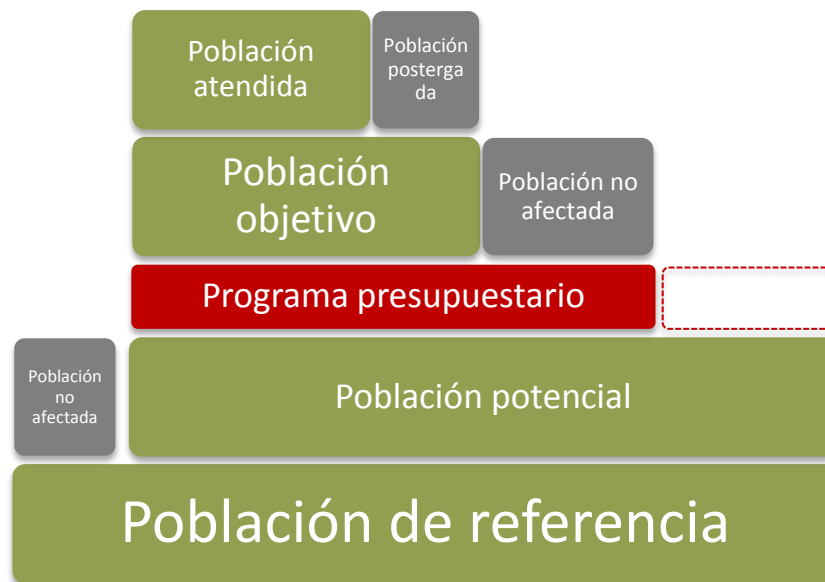 Población
atendida
Población
posterga
da
Población
objetivo
Población no
afectada
Programa presupuestario
Población
no
afectada
Población potencial
Población de referencia